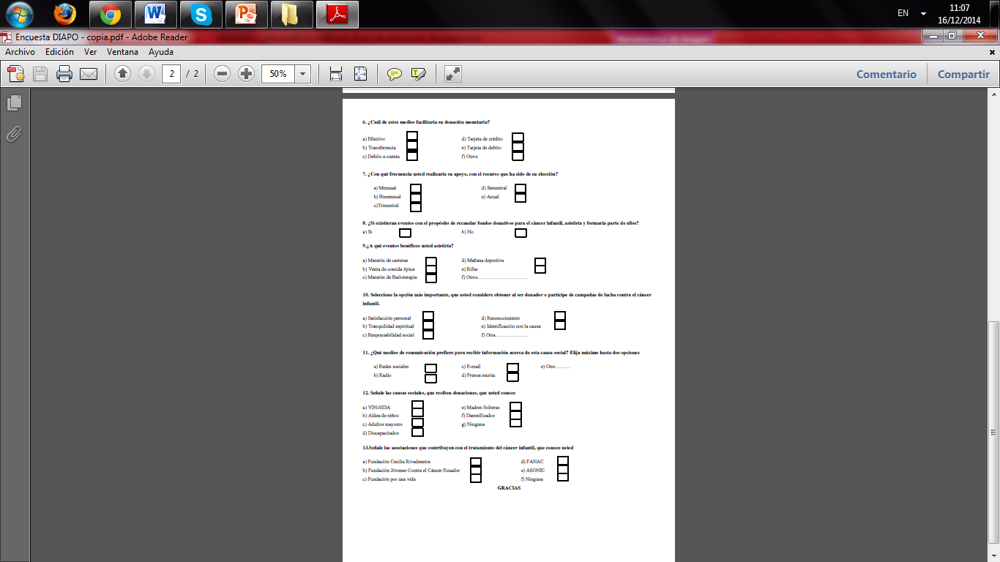 EN
11:07
16/12/2014
Encuesta DIAPO - copia.pdf - Adobe Reader
Archivo Edición Ver Ventana Ayuda
2 / 2 50% Comentario Compartir
6. ¿Cuál de estos medios facilitaría su donación monetaria?
a) Efectivo d) Tarjeta de crédito
b) Transferencia e) Tarjeta de debito
c) Debito a cuenta f) Otros
7. ¿Con qué frecuencia usted realizaría su apoyo, con el recurso que ha sido de su elección?
a) Mensual d) Semestral
b) Bimensual e) Anual
c)Trimestral
8. ¿Si existieran eventos con el propósito de recaudar fondos donativos para el cáncer infantil, asistiría y formaría parte de ellos?
a) Si b) No
9.¿A qué eventos benéficos usted asistiría?
a) Maratón de carreras d) Mañana deportiva
b) Venta de comida típica e) Rifas
c) Maratón de Bailoterapia f) Otros…………………………
10. Seleccione la opción más importante, que usted considere obtener al ser donador o participe de campañas de lucha contra el cáncer
infantil.
a) Satisfacción personal d) Reconocimiento
b) Tranquilidad espiritual e) Identificación con la causa
c) Responsabilidad social f) Otra………………..
11. ¿Qué medios de comunicación prefiere para recibir información acerca de esta causa social? Elija máximo hasta dos opciones
a) Redes sociales c) E-mail e) Otro………
b) Radio d) Prensa escrita
12. Señale las causas sociales, que reciben donaciones, que usted conoce
a) VIH-SIDA e) Madres Solteras
b) Aldea de niños f) Damnificados
c) Adultos mayores g) Ninguna
d) Discapacitados
13.Señale las asociaciones que contribuyen con el tratamiento del cáncer infantil, que conoce usted
a) Fundación Cecilia Rivadeneira d) FANAC
b) Fundación Jóvenes Contra el Cáncer Ecuador e) ASONIC
c) Fundación por una vida f) Ninguna
GRACIAS